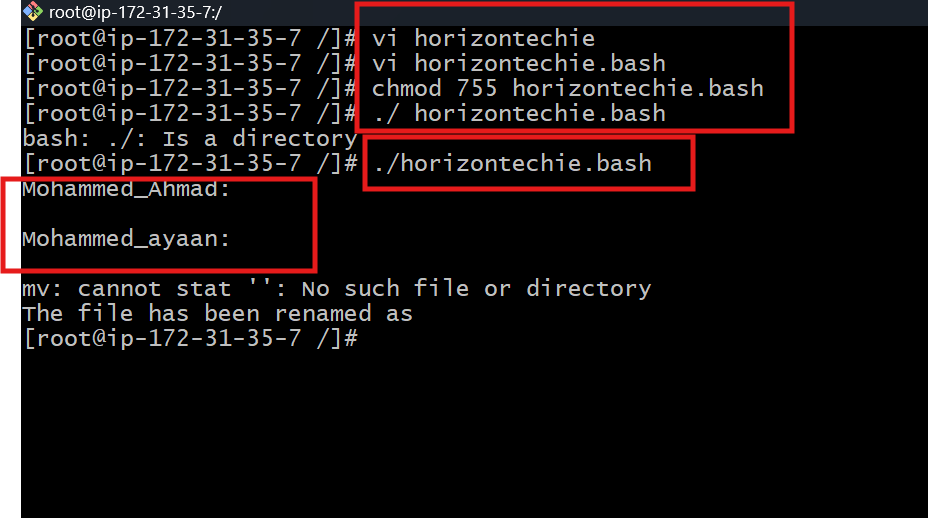 root@ip-172-31-35-7:/
[root@ip-172-31-35-7 /]# vi horizontechie
[root@ip-172-31-35-7 /]# vi horizontechie.bash
[root@ip-172-31-35-7 /]# chmod 755 horizontechie.bash
[root@ip-172-31-35-7 /]# ./ horizontechie.bash
bash: ./: Is a directory
[root@ip-172-31-35-7 /]# ./horizontechie.bash
Mohammed_Ahmad:
Mohammed_ayaan:
mv: cannot stat '': No such file or directory
The file has been renamed as
[root@ip-172-31-35-7 /]#